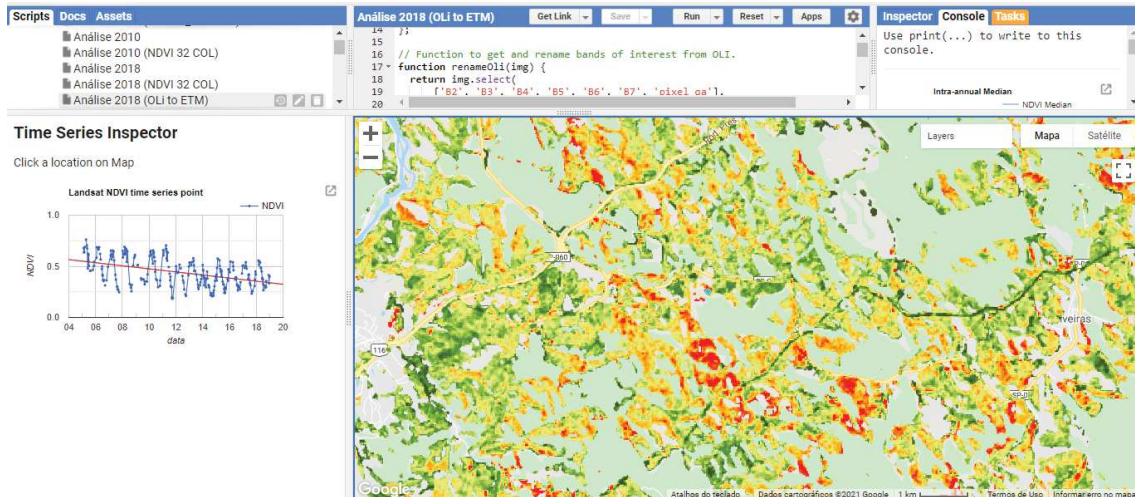 Scripts Docs Assets
Análise 2010
Análise 2010 (NDVI 32 COL)
Análise 2018
Análise 2018 (NDVI 32 COL)
Análise 2018 (OLi to ETM)
Análise 2018 (OLi to ETM) Get Link Save Run Reset Apps
14 };
15
16 // Function to get and rename bands of interest from OLI.
17 function renameOli(img) {
18 return img.select(
19 ['B2', 'B3', 'B4', 'B5', 'B6', 'B7', 'pixel_qa'],
20
Inspector Console Tasks
Use print(...) to write to this
console.
Intra-annual Median
NDVI Median
Time Series Inspector
Click a location on Map
Landsat NDVI time series point
NDVI
1.0
0.5
0.0
NDVI
04 06 08 10 12 14 16 18 20
data
Layers Mapa Satélite
116
veiras
Google
Atalhos do teclado Dados cartográficos ©2021 Google 1 km Termos de Uso Informar erro no mapa